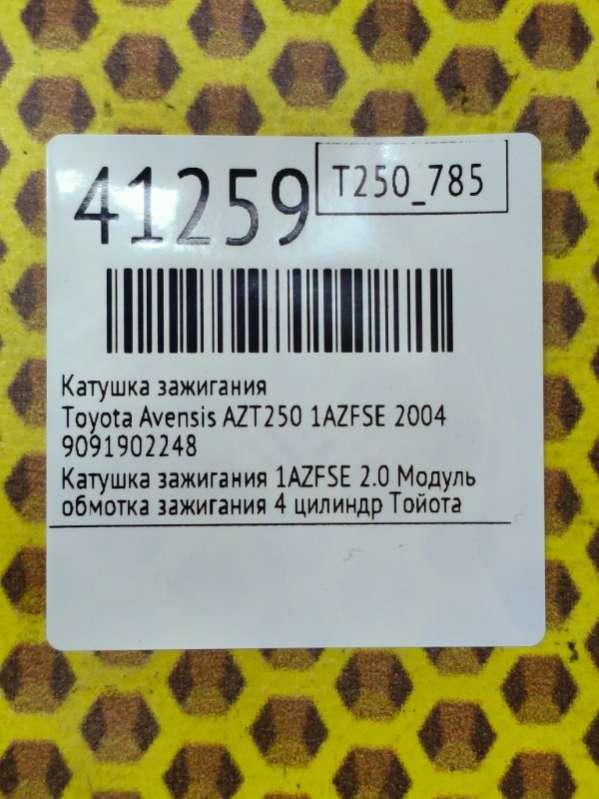 41259
T250_785
Катушка зажигания
Toyota Avensis AZT250 1AZFSE 2004
9091902248
Катушка зажигания 1AZFSE 2.0 Модуль
обмотка зажигания 4 цилиндр Тойота